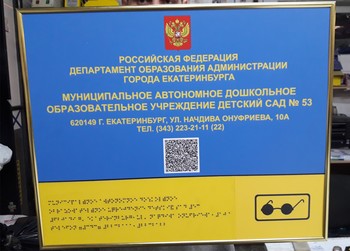 РОССИЙСКАЯ ФЕДЕРАЦИЯ
ДЕПАРТАМЕНТ ОБРАЗОВАНИЯ АДМИНИСТРАЦИИ
ГОРОДА ЕКАТЕРИНБУРГА
МУНИЦИПАЛЬНОЕ АВТОНОМНОЕ ДОШКОЛЬНОЕ
ОБРАЗОВАТЕЛЬНОЕ УЧРЕЖДЕНИЕ ДЕТСКИЙ САД № 53
620149 Г. ЕКАТЕРИНБУРГ, УЛ. НАЧДИВА ОНУФРИЕВА, 10А
ТЕЛ. (343) 223-21-11 (22)